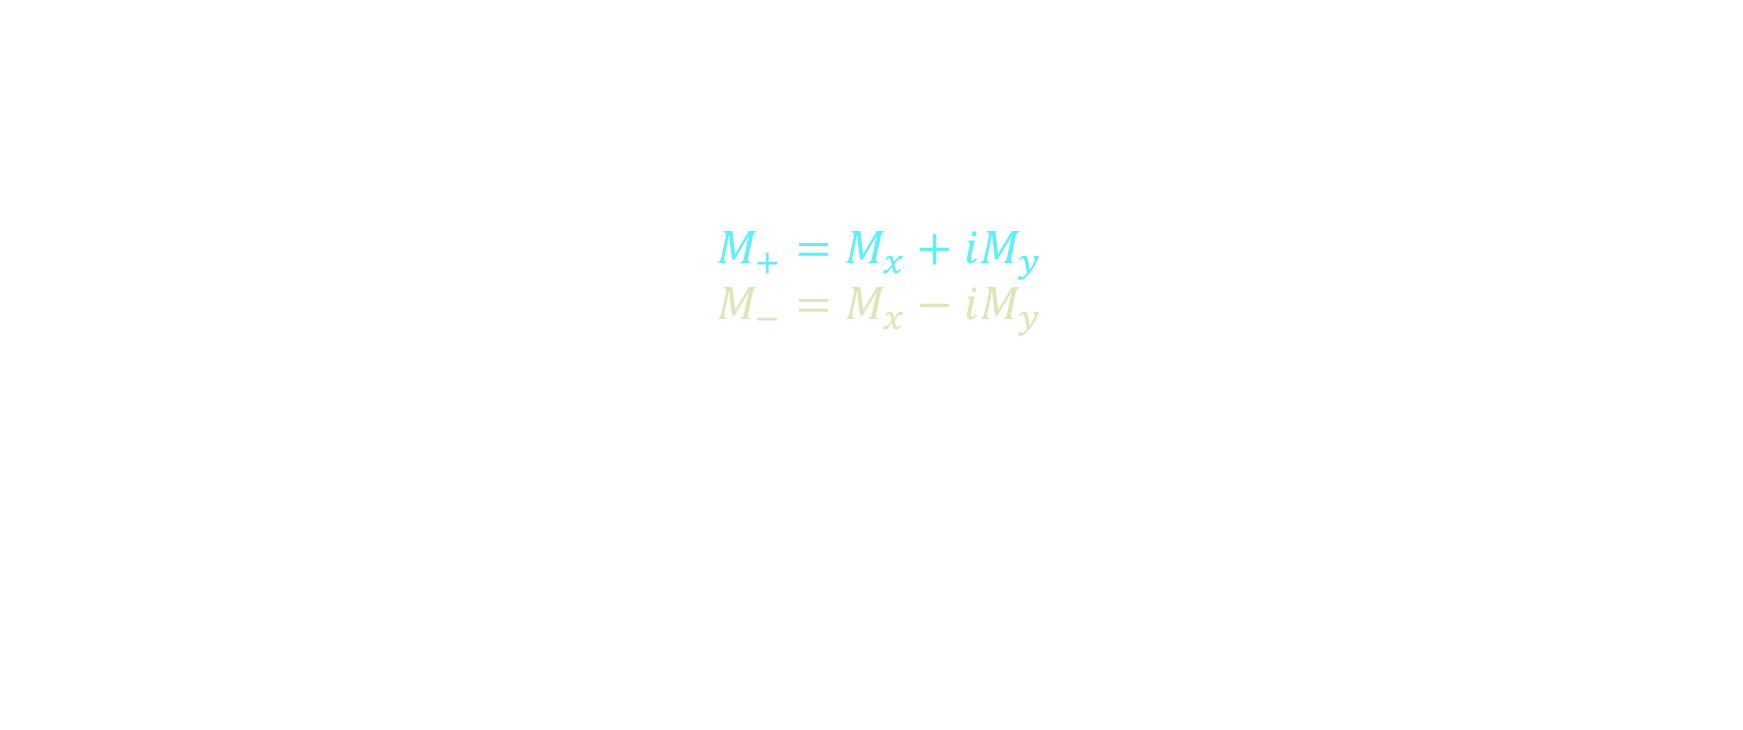 M₊ = Mₓ + iM_y
M₋ = Mₓ − iM_y